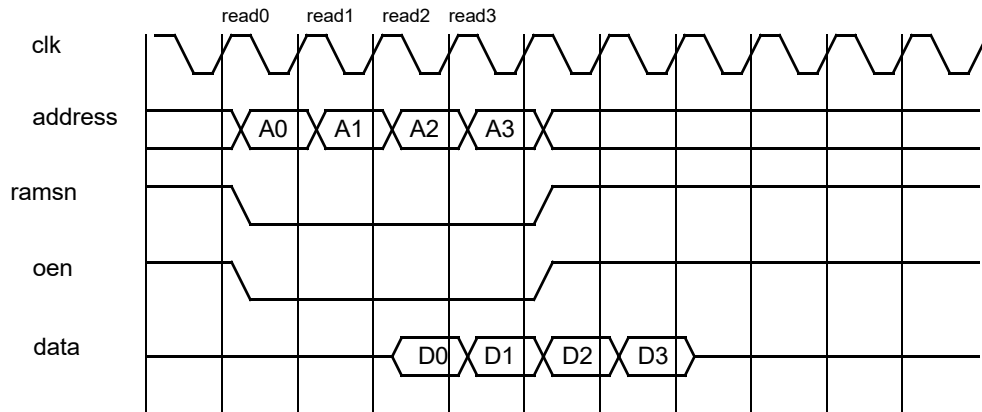 read0 read1 read2 read3
clk
address A0 A1 A2 A3
ramsn
oen
data D0 D1 D2 D3